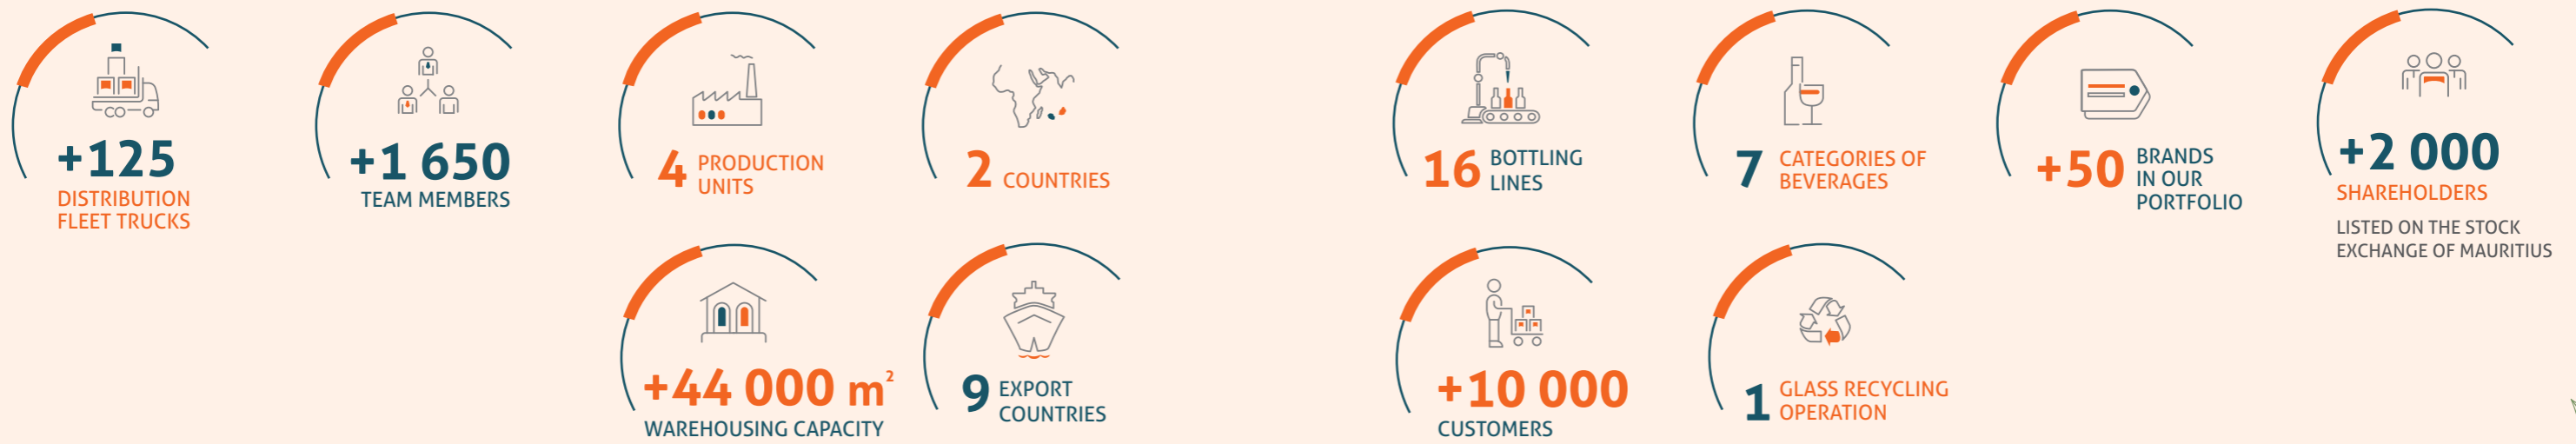 +125
DISTRIBUTION
FLEET TRUCKS
+1 650
TEAM MEMBERS
4 PRODUCTION
UNITS
2 COUNTRIES
16 BOTTLING
LINES
7 CATEGORIES OF
BEVERAGES
+50 BRANDS
IN OUR
PORTFOLIO
+2 000
SHAREHOLDERS
LISTED ON THE STOCK
EXCHANGE OF MAURITIUS
+44 000 m²
WAREHOUSING CAPACITY
9 EXPORT
COUNTRIES
+10 000
CUSTOMERS
1 GLASS RECYCLING
OPERATION